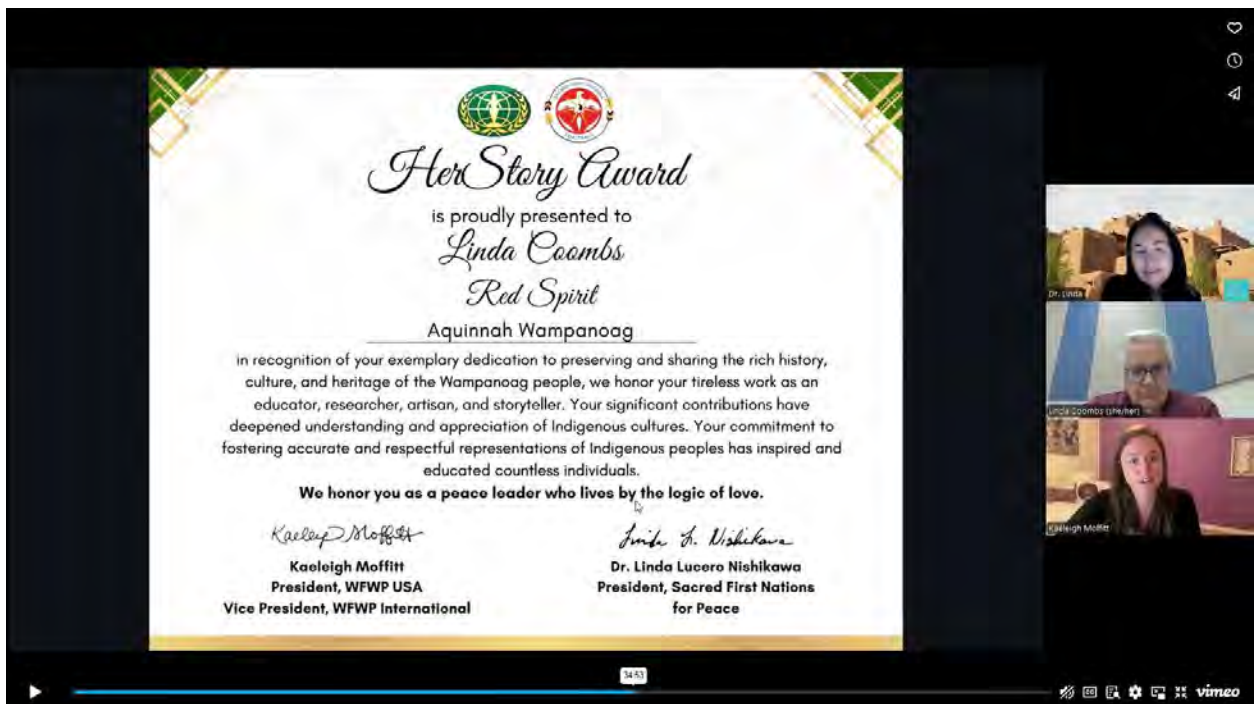 HerStory Award
is proudly presented to
Linda Coombs
Red Spirit
Aquinnah Wampanoag
in recognition of your exemplary dedication to preserving and sharing the rich history,
culture, and heritage of the Wampanoag people, we honor your tireless work as an
educator, researcher, artisan, and storyteller. Your significant contributions have
deepened understanding and appreciation of Indigenous cultures. Your commitment to
fostering accurate and respectful representations of Indigenous peoples has inspired and
educated countless individuals.
We honor you as a peace leader who lives by the logic of love.
Kaeleigh Moffitt
President, WFWP USA
Vice President, WFWP International
Linda L. Nishikawa
Dr. Linda Lucero Nishikawa
President, Sacred First Nations
for Peace
Dr. Linda
Linda Coombs (she/her)
Kaeleigh Moffitt
34:53
CC
vimeo